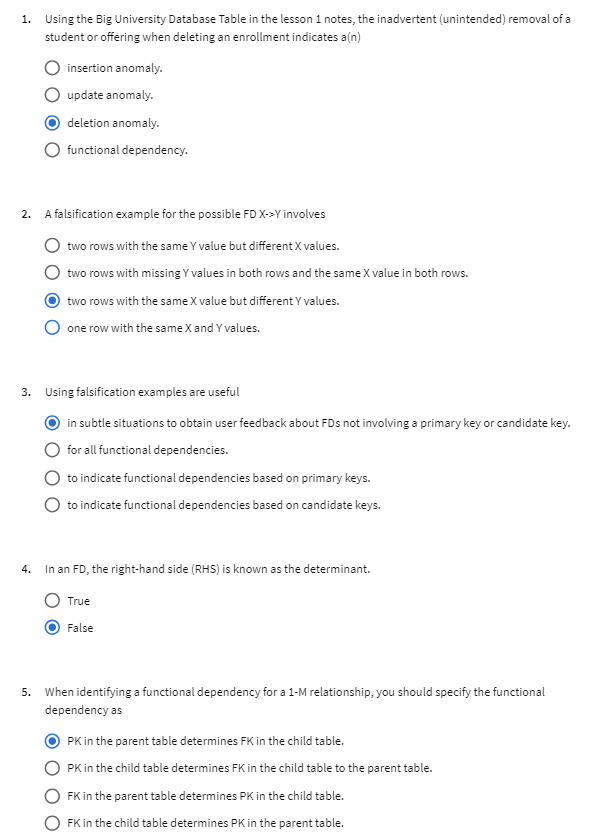 1. Using the Big University Database Table in the lesson 1 notes, the inadvertent (unintended) removal of a
student or offering when deleting an enrollment indicates a(n)
insertion anomaly.
update anomaly.
deletion anomaly.
functional dependency.
2. A falsification example for the possible FD X->Y involves
two rows with the same Y value but different X values.
two rows with missing Y values in both rows and the same X value in both rows.
two rows with the same X value but different Y values.
one row with the same X and Y values.
3. Using falsification examples are useful
in subtle situations to obtain user feedback about FDs not involving a primary key or candidate key.
for all functional dependencies.
to indicate functional dependencies based on primary keys.
to indicate functional dependencies based on candidate keys.
4. In an FD, the right-hand side (RHS) is known as the determinant.
True
False
5. When identifying a functional dependency for a 1-M relationship, you should specify the functional
dependency as
PK in the parent table determines FK in the child table.
PK in the child table determines FK in the child table to the parent table.
FK in the parent table determines PK in the child table.
FK in the child table determines PK in the parent table.